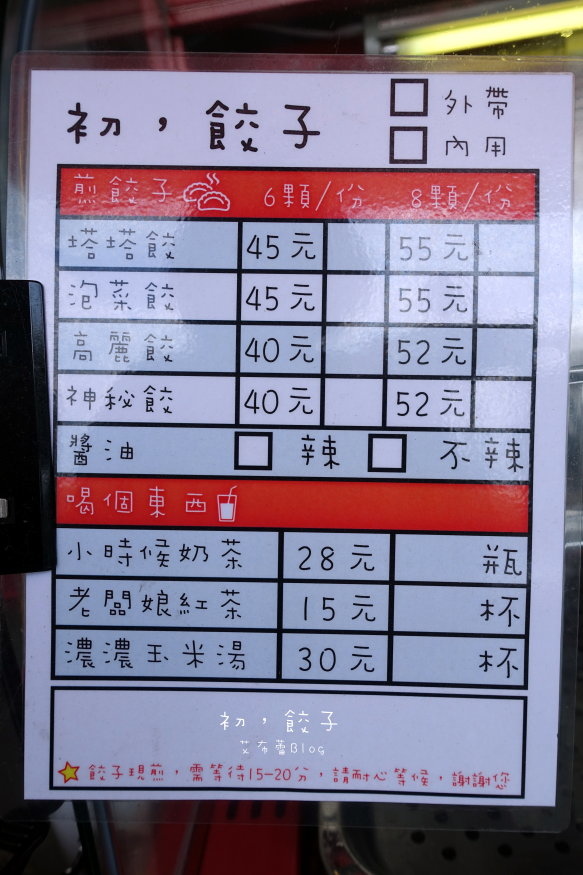 初，餃子
外帶
內用
煎餃子 6顆/份 8顆/份
塔塔餃 45元 55元
泡菜餃 45元 55元
高麗餃 40元 52元
神秘餃 40元 52元
醬油 辣 不辣
喝個東西
小時候奶茶 28元 瓶
老闆娘紅茶 15元 杯
濃濃玉米湯 30元 杯
初，餃子
艾布蕾Blog
餃子現煎，需等待15-20分，請耐心等候，謝謝您